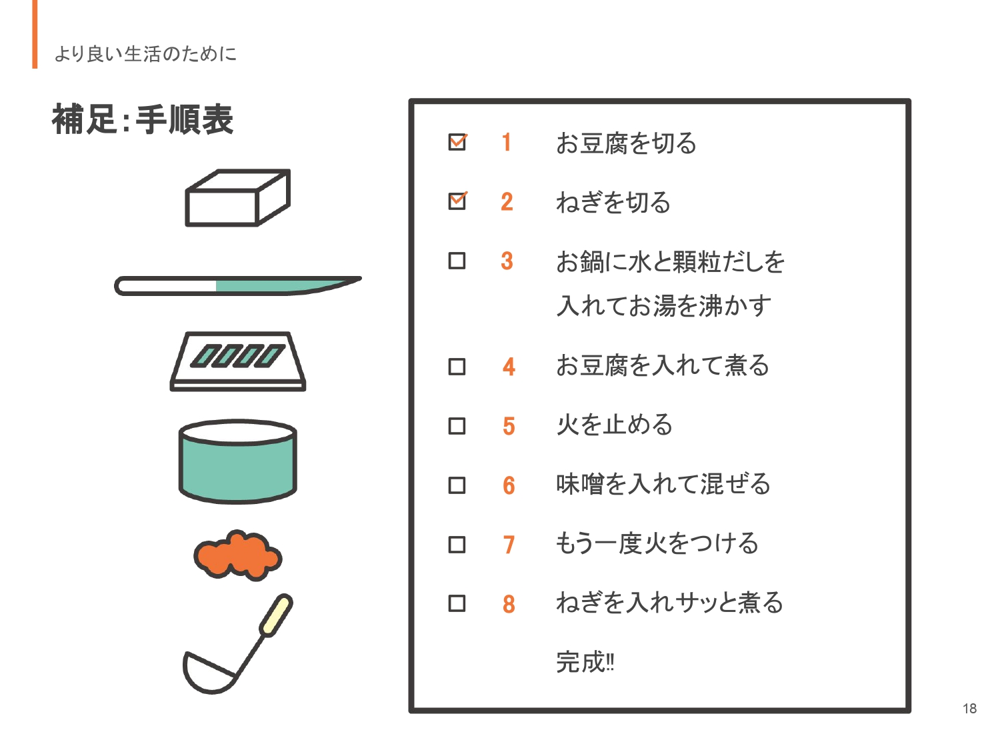 より良い生活のために
補足:手順表
☑ 1 お豆腐を切る
☑ 2 ねぎを切る
☐ 3 お鍋に水と顆粒だしを
入れてお湯を沸かす
☐ 4 お豆腐を入れて煮る
☐ 5 火を止める
☐ 6 味噌を入れて混ぜる
☐ 7 もう一度火をつける
☐ 8 ねぎを入れサッと煮る
完成!!
18